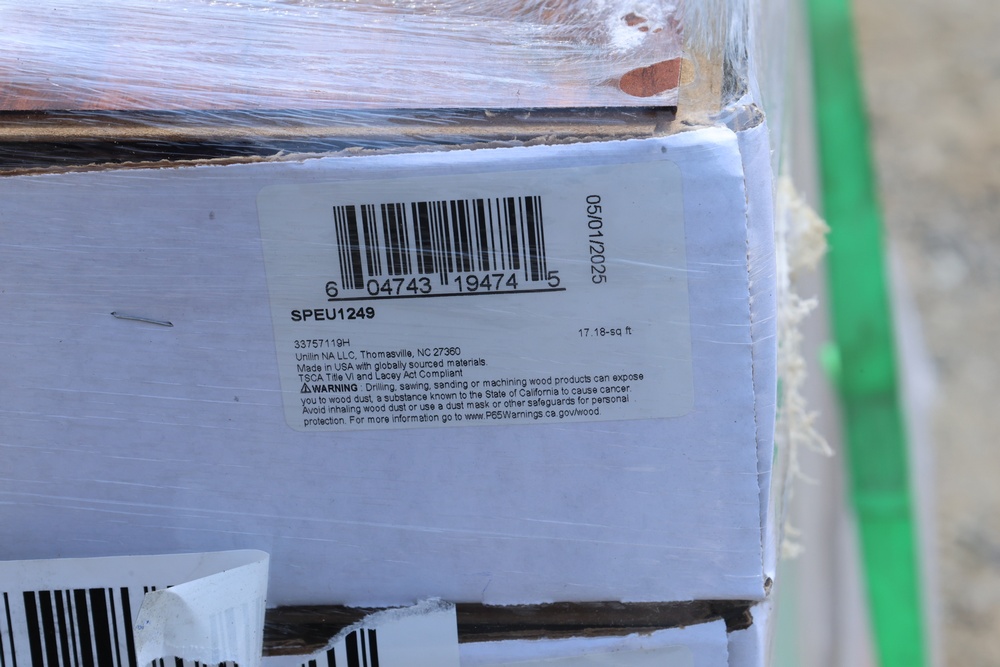 05/01/2025
6 04743 19474 5
SPEU1249
17.18-sq ft
33757119H
Unilin NA LLC, Thomasville, NC 27360
Made in USA with globally sourced materials.
TSCA Title VI and Lacey Act Compliant
⚠WARNING : Drilling, sawing, sanding or machining wood products can expose
you to wood dust, a substance known to the State of California to cause cancer.
Avoid inhaling wood dust or use a dust mask or other safeguards for personal
protection. For more information go to www.P65Warnings.ca.gov/wood.